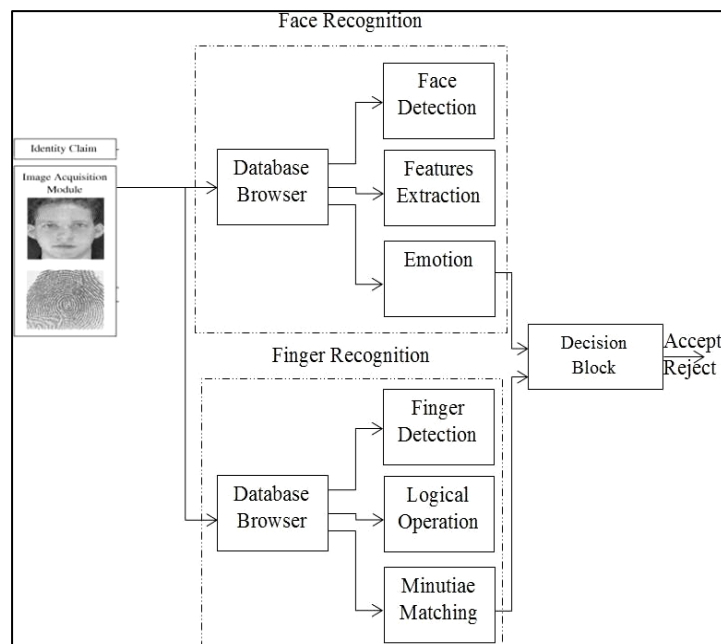 Face Recognition
Identity Claim
Image Acquisition
Module
Database
Browser
Face
Detection
Features
Extraction
Emotion
Finger Recognition
Database
Browser
Finger
Detection
Logical
Operation
Minutiae
Matching
Decision
Block
Accept
Reject